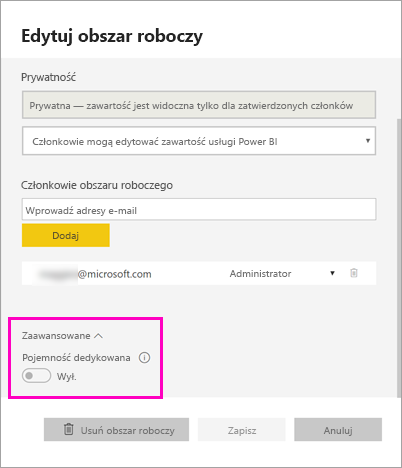 Edytuj obszar roboczy
Prywatność
Prywatna — zawartość jest widoczna tylko dla zatwierdzonych członków
Członkowie mogą edytować zawartość usługi Power BI
Członkowie obszaru roboczego
Wprowadź adresy e-mail
Dodaj
@microsoft.com Administrator
Zaawansowane
Pojemność dedykowana
Wył.
Usuń obszar roboczy Zapisz Anuluj